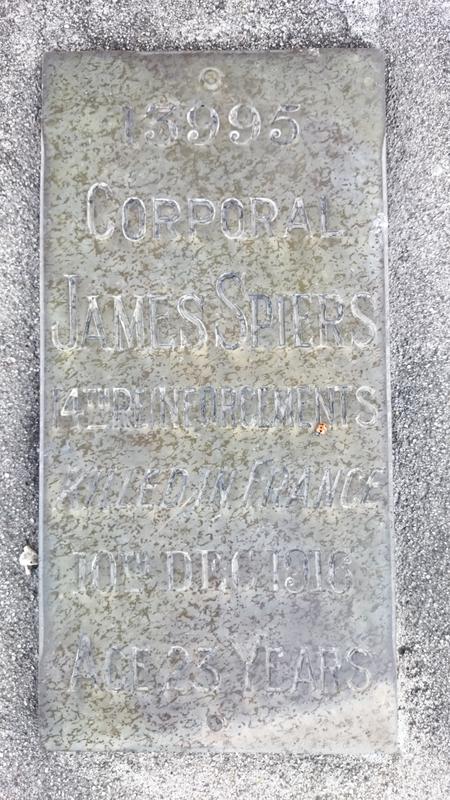 13995
CORPORAL
JAMES SPIERS
14TH REINFORCEMENTS
KILLED IN FRANCE
10TH DEC 1916
AGE 23 YEARS